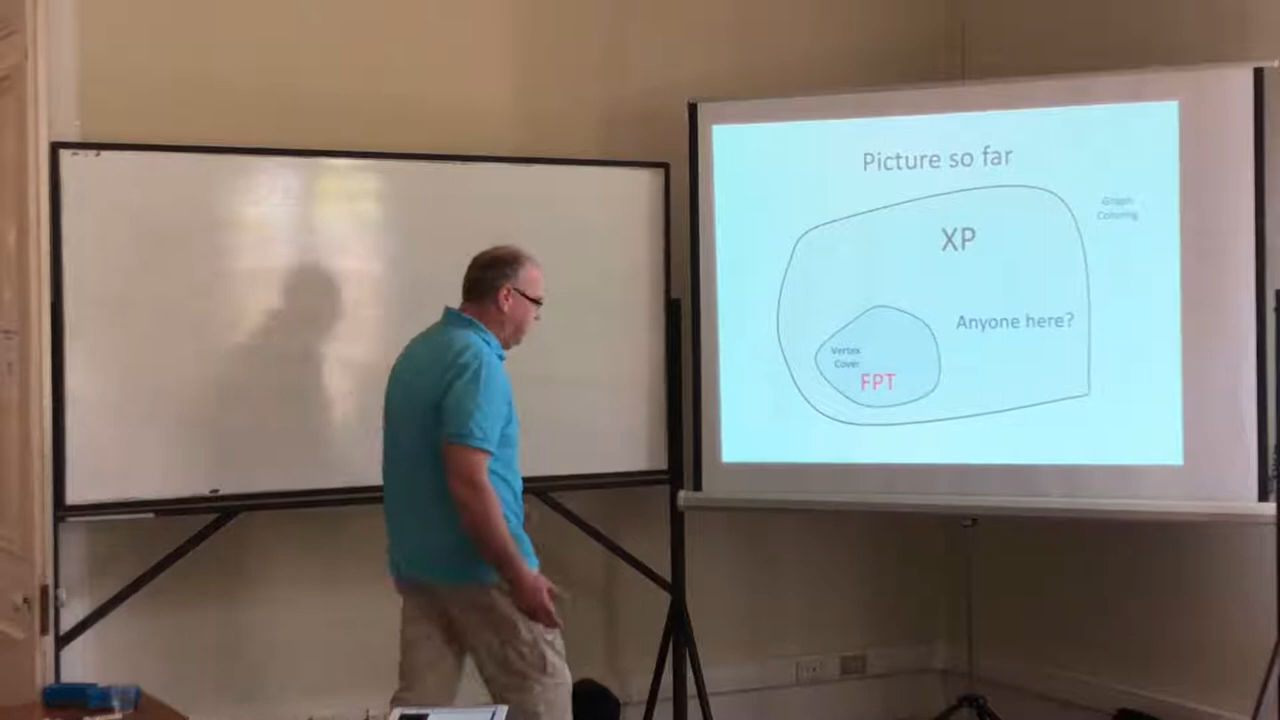 Picture so far
Graph
Coloring
XP
Anyone here?
Vertex
Cover
FPT